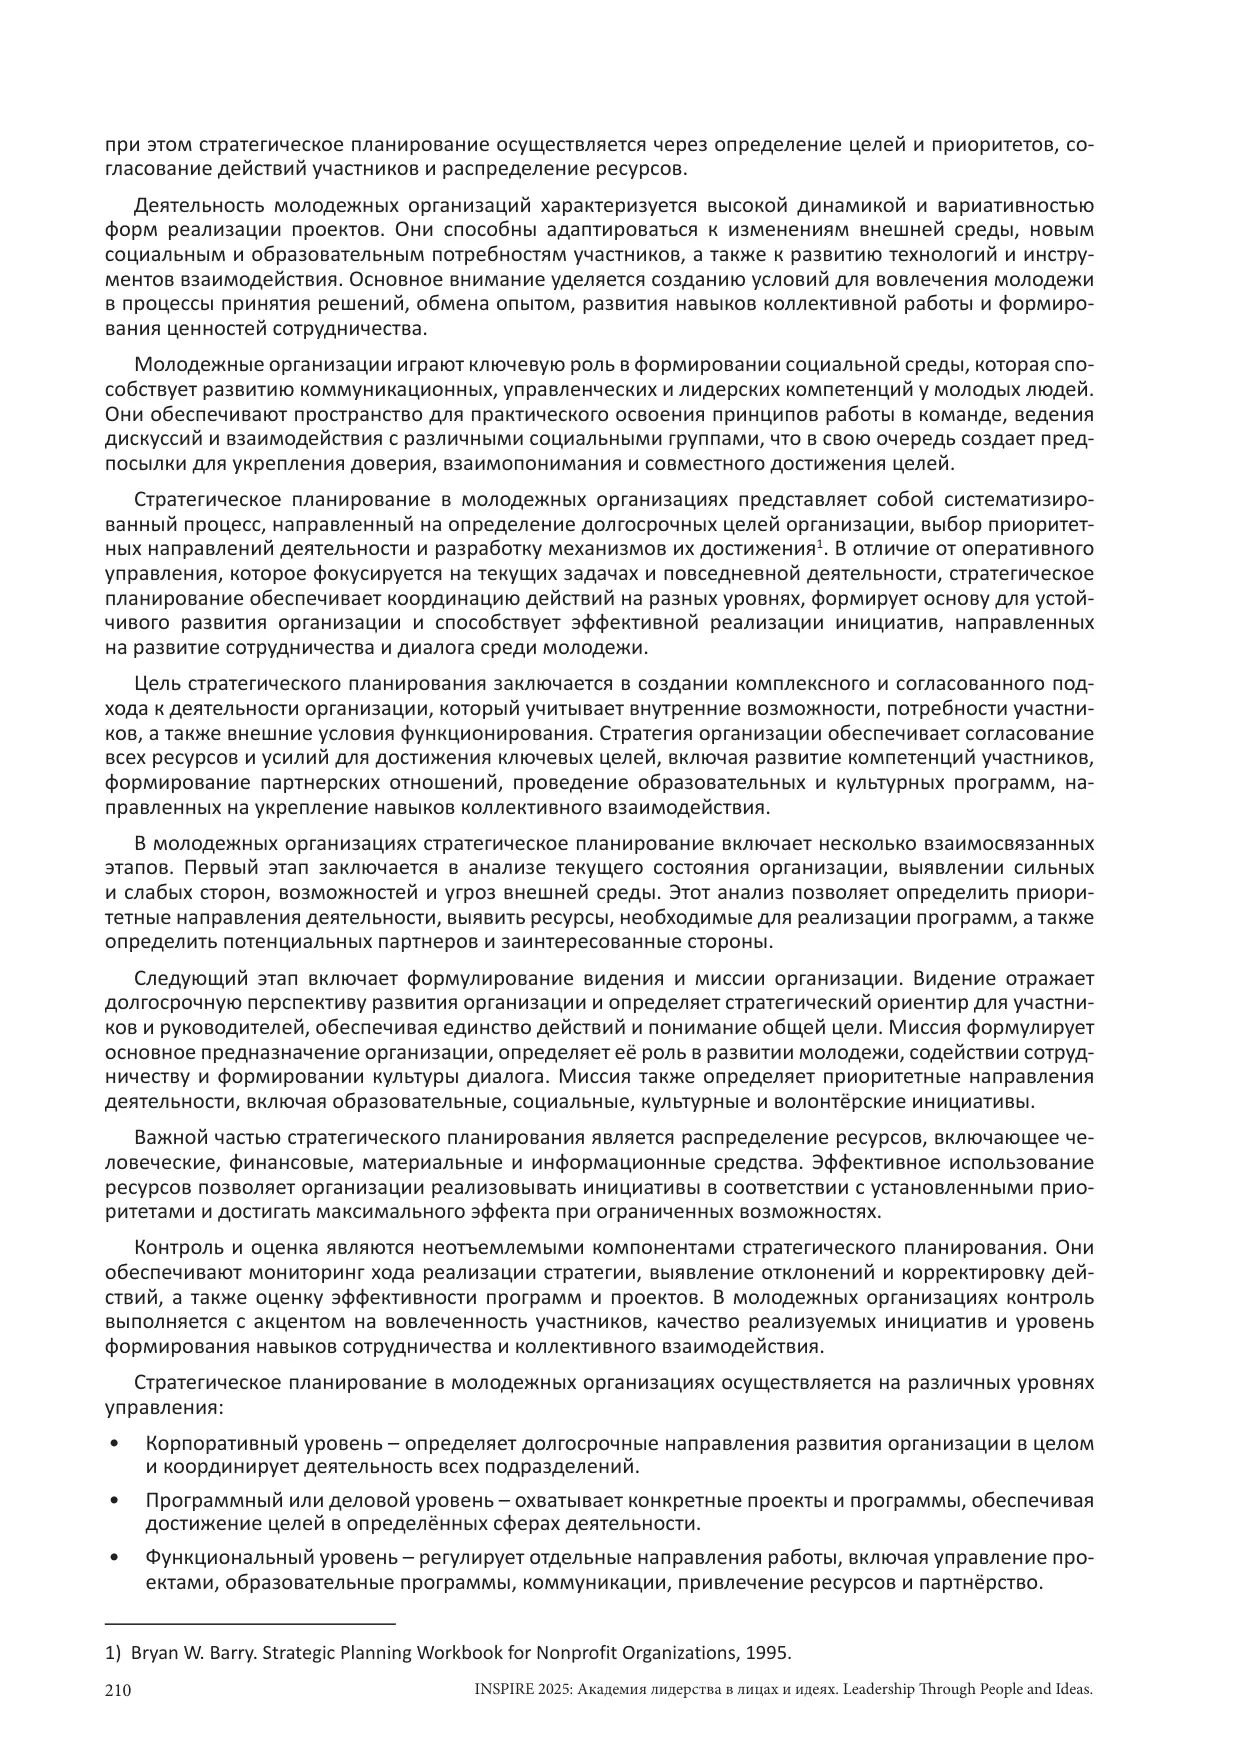 при этом стратегическое планирование осуществляется через определение целей и приоритетов, со-
гласование действий участников и распределение ресурсов.
Деятельность молодежных организаций характеризуется высокой динамикой и вариативностью
форм реализации проектов. Они способны адаптироваться к изменениям внешней среды, новым
социальным и образовательным потребностям участников, а также к развитию технологий и инстру-
ментов взаимодействия. Основное внимание уделяется созданию условий для вовлечения молодежи
в процессы принятия решений, обмена опытом, развития навыков коллективной работы и формиро-
вания ценностей сотрудничества.
Молодежные организации играют ключевую роль в формировании социальной среды, которая спо-
собствует развитию коммуникационных, управленческих и лидерских компетенций у молодых людей.
Они обеспечивают пространство для практического освоения принципов работы в команде, ведения
дискуссий и взаимодействия с различными социальными группами, что в свою очередь создает пред-
посылки для укрепления доверия, взаимопонимания и совместного достижения целей.
Стратегическое планирование в молодежных организациях представляет собой систематизиро-
ванный процесс, направленный на определение долгосрочных целей организации, выбор приоритет-
ных направлений деятельности и разработку механизмов их достижения¹. В отличие от оперативного
управления, которое фокусируется на текущих задачах и повседневной деятельности, стратегическое
планирование обеспечивает координацию действий на разных уровнях, формирует основу для устой-
чивого развития организации и способствует эффективной реализации инициатив, направленных
на развитие сотрудничества и диалога среди молодежи.
Цель стратегического планирования заключается в создании комплексного и согласованного под-
хода к деятельности организации, который учитывает внутренние возможности, потребности участни-
ков, а также внешние условия функционирования. Стратегия организации обеспечивает согласование
всех ресурсов и усилий для достижения ключевых целей, включая развитие компетенций участников,
формирование партнерских отношений, проведение образовательных и культурных программ, на-
правленных на укрепление навыков коллективного взаимодействия.
В молодежных организациях стратегическое планирование включает несколько взаимосвязанных
этапов. Первый этап заключается в анализе текущего состояния организации, выявлении сильных
и слабых сторон, возможностей и угроз внешней среды. Этот анализ позволяет определить приори-
тетные направления деятельности, выявить ресурсы, необходимые для реализации программ, а также
определить потенциальных партнеров и заинтересованные стороны.
Следующий этап включает формулирование видения и миссии организации. Видение отражает
долгосрочную перспективу развития организации и определяет стратегический ориентир для участни-
ков и руководителей, обеспечивая единство действий и понимание общей цели. Миссия формулирует
основное предназначение организации, определяет её роль в развитии молодежи, содействии сотруд-
ничеству и формировании культуры диалога. Миссия также определяет приоритетные направления
деятельности, включая образовательные, социальные, культурные и волонтёрские инициативы.
Важной частью стратегического планирования является распределение ресурсов, включающее че-
ловеческие, финансовые, материальные и информационные средства. Эффективное использование
ресурсов позволяет организации реализовывать инициативы в соответствии с установленными прио-
ритетами и достигать максимального эффекта при ограниченных возможностях.
Контроль и оценка являются неотъемлемыми компонентами стратегического планирования. Они
обеспечивают мониторинг хода реализации стратегии, выявление отклонений и корректировку дей-
ствий, а также оценку эффективности программ и проектов. В молодежных организациях контроль
выполняется с акцентом на вовлеченность участников, качество реализуемых инициатив и уровень
формирования навыков сотрудничества и коллективного взаимодействия.
Стратегическое планирование в молодежных организациях осуществляется на различных уровнях
управления:
• Корпоративный уровень – определяет долгосрочные направления развития организации в целом
и координирует деятельность всех подразделений.
• Программный или деловой уровень – охватывает конкретные проекты и программы, обеспечивая
достижение целей в определённых сферах деятельности.
• Функциональный уровень – регулирует отдельные направления работы, включая управление про-
ектами, образовательные программы, коммуникации, привлечение ресурсов и партнёрство.
1) Bryan W. Barry. Strategic Planning Workbook for Nonprofit Organizations, 1995.
210 INSPIRE 2025: Академия лидерства в лицах и идеях. Leadership Through People and Ideas.